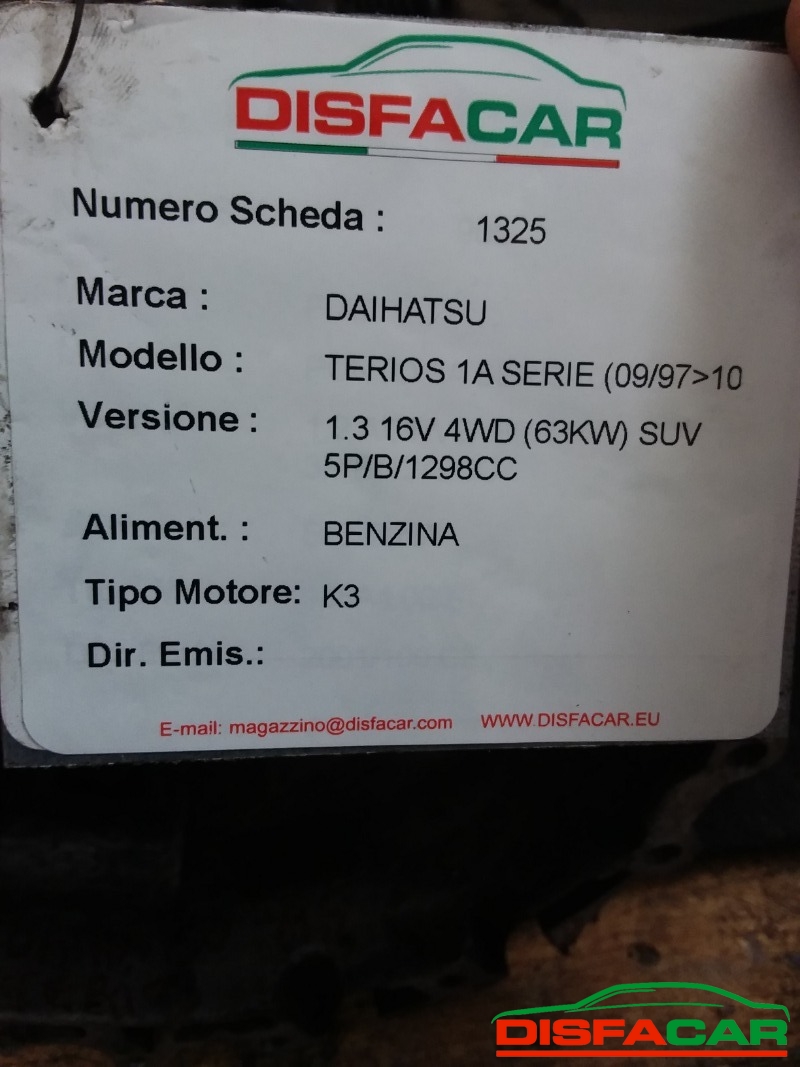 DISFACAR
Numero Scheda : 1325
Marca : DAIHATSU
Modello : TERIOS 1A SERIE (09/97>10
Versione : 1.3 16V 4WD (63KW) SUV
5P/B/1298CC
Aliment. : BENZINA
Tipo Motore: K3
Dir. Emis.:
E-mail: magazzino@disfacar.com WWW.DISFACAR.EU
DISFACAR